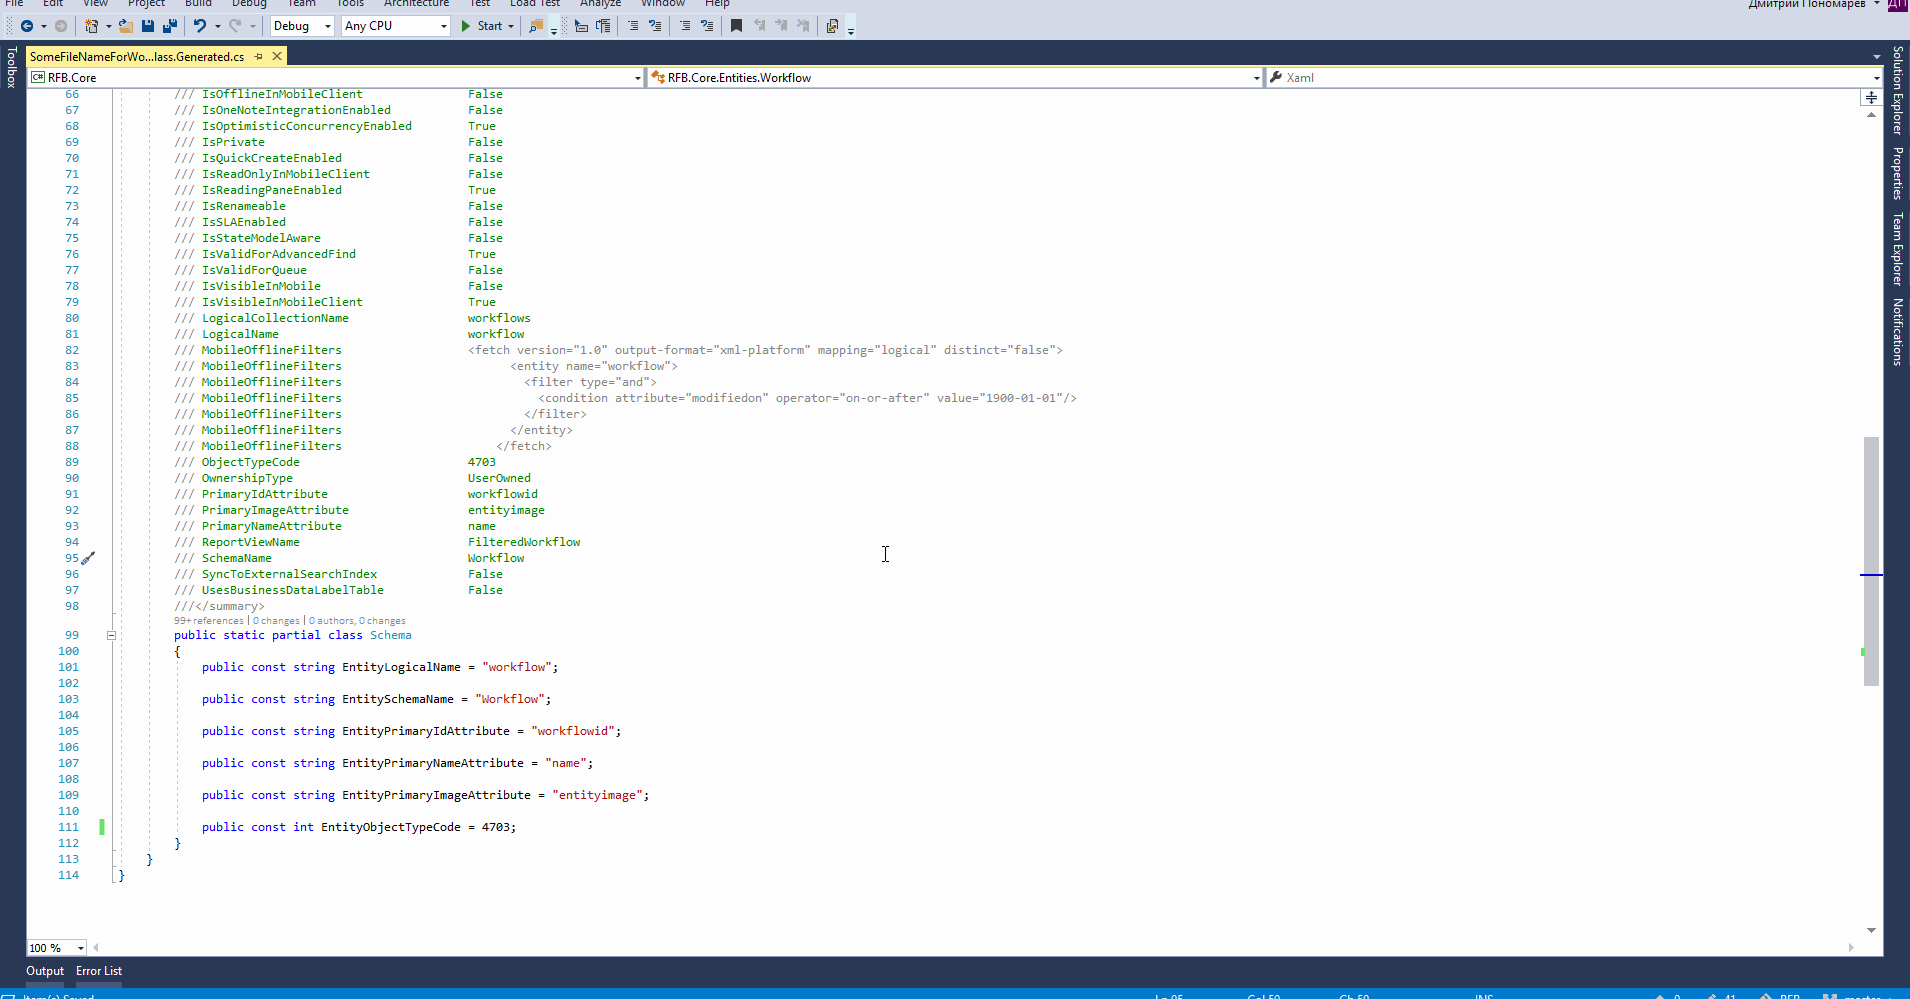 File Edit View Project Build Debug Team Tools Architecture Test Load Test Analyze Window Help Дмитрий Пономарев ДП
Debug Any CPU Start
Toolbox
SomeFileNameForWo...lass.Generated.cs
C# RFB.Core RFB.Core.Entities.Workflow Xaml
66 /// IsOfflineInMobileClient False
67 /// IsOneNoteIntegrationEnabled False
68 /// IsOptimisticConcurrencyEnabled True
69 /// IsPrivate False
70 /// IsQuickCreateEnabled False
71 /// IsReadOnlyInMobileClient False
72 /// IsReadingPaneEnabled True
73 /// IsRenameable False
74 /// IsSLAEnabled False
75 /// IsStateModelAware False
76 /// IsValidForAdvancedFind True
77 /// IsValidForQueue False
78 /// IsVisibleInMobile False
79 /// IsVisibleInMobileClient True
80 /// LogicalCollectionName workflows
81 /// LogicalName workflow
82 /// MobileOfflineFilters <fetch version="1.0" output-format="xml-platform" mapping="logical" distinct="false">
83 /// MobileOfflineFilters <entity name="workflow">
84 /// MobileOfflineFilters <filter type="and">
85 /// MobileOfflineFilters <condition attribute="modifiedon" operator="on-or-after" value="1900-01-01"/>
86 /// MobileOfflineFilters </filter>
87 /// MobileOfflineFilters </entity>
88 /// MobileOfflineFilters </fetch>
89 /// ObjectTypeCode 4703
90 /// OwnershipType UserOwned
91 /// PrimaryIdAttribute workflowid
92 /// PrimaryImageAttribute entityimage
93 /// PrimaryNameAttribute name
94 /// ReportViewName FilteredWorkflow
95 /// SchemaName Workflow
96 /// SyncToExternalSearchIndex False
97 /// UsesBusinessDataLabelTable False
98 ///</summary>
99+ references | 0 changes | 0 authors, 0 changes
99 public static partial class Schema
100 {
101 public const string EntityLogicalName = "workflow";
102
103 public const string EntitySchemaName = "Workflow";
104
105 public const string EntityPrimaryIdAttribute = "workflowid";
106
107 public const string EntityPrimaryNameAttribute = "name";
108
109 public const string EntityPrimaryImageAttribute = "entityimage";
110
111 public const int EntityObjectTypeCode = 4703;
112 }
113 }
114 }
Solution Explorer
Properties
Team Explorer
Notifications
100 %
Output Error List
Item(s) Saved Ln 95 Col 59 Ch 59 INS 0 41 RFB master